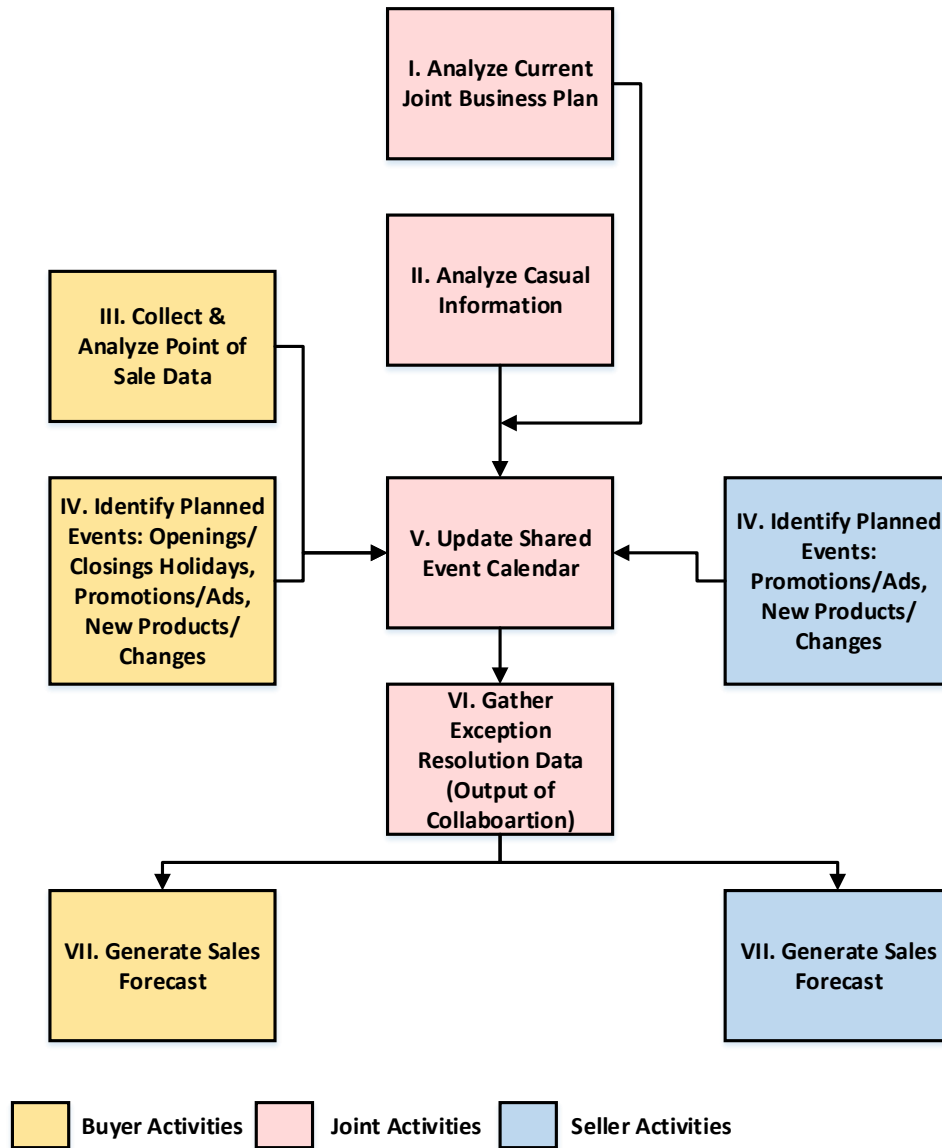 I. Analyze Current
Joint Business Plan
II. Analyze Casual
Information
III. Collect &
Analyze Point of
Sale Data
IV. Identify Planned
Events: Openings/
Closings Holidays,
Promotions/Ads,
New Products/
Changes
V. Update Shared
Event Calendar
IV. Identify Planned
Events:
Promotions/Ads,
New Products/
Changes
VI. Gather
Exception
Resolution Data
(Output of
Collaboartion)
VII. Generate Sales
Forecast
VII. Generate Sales
Forecast
Buyer Activities
Joint Activities
Seller Activities